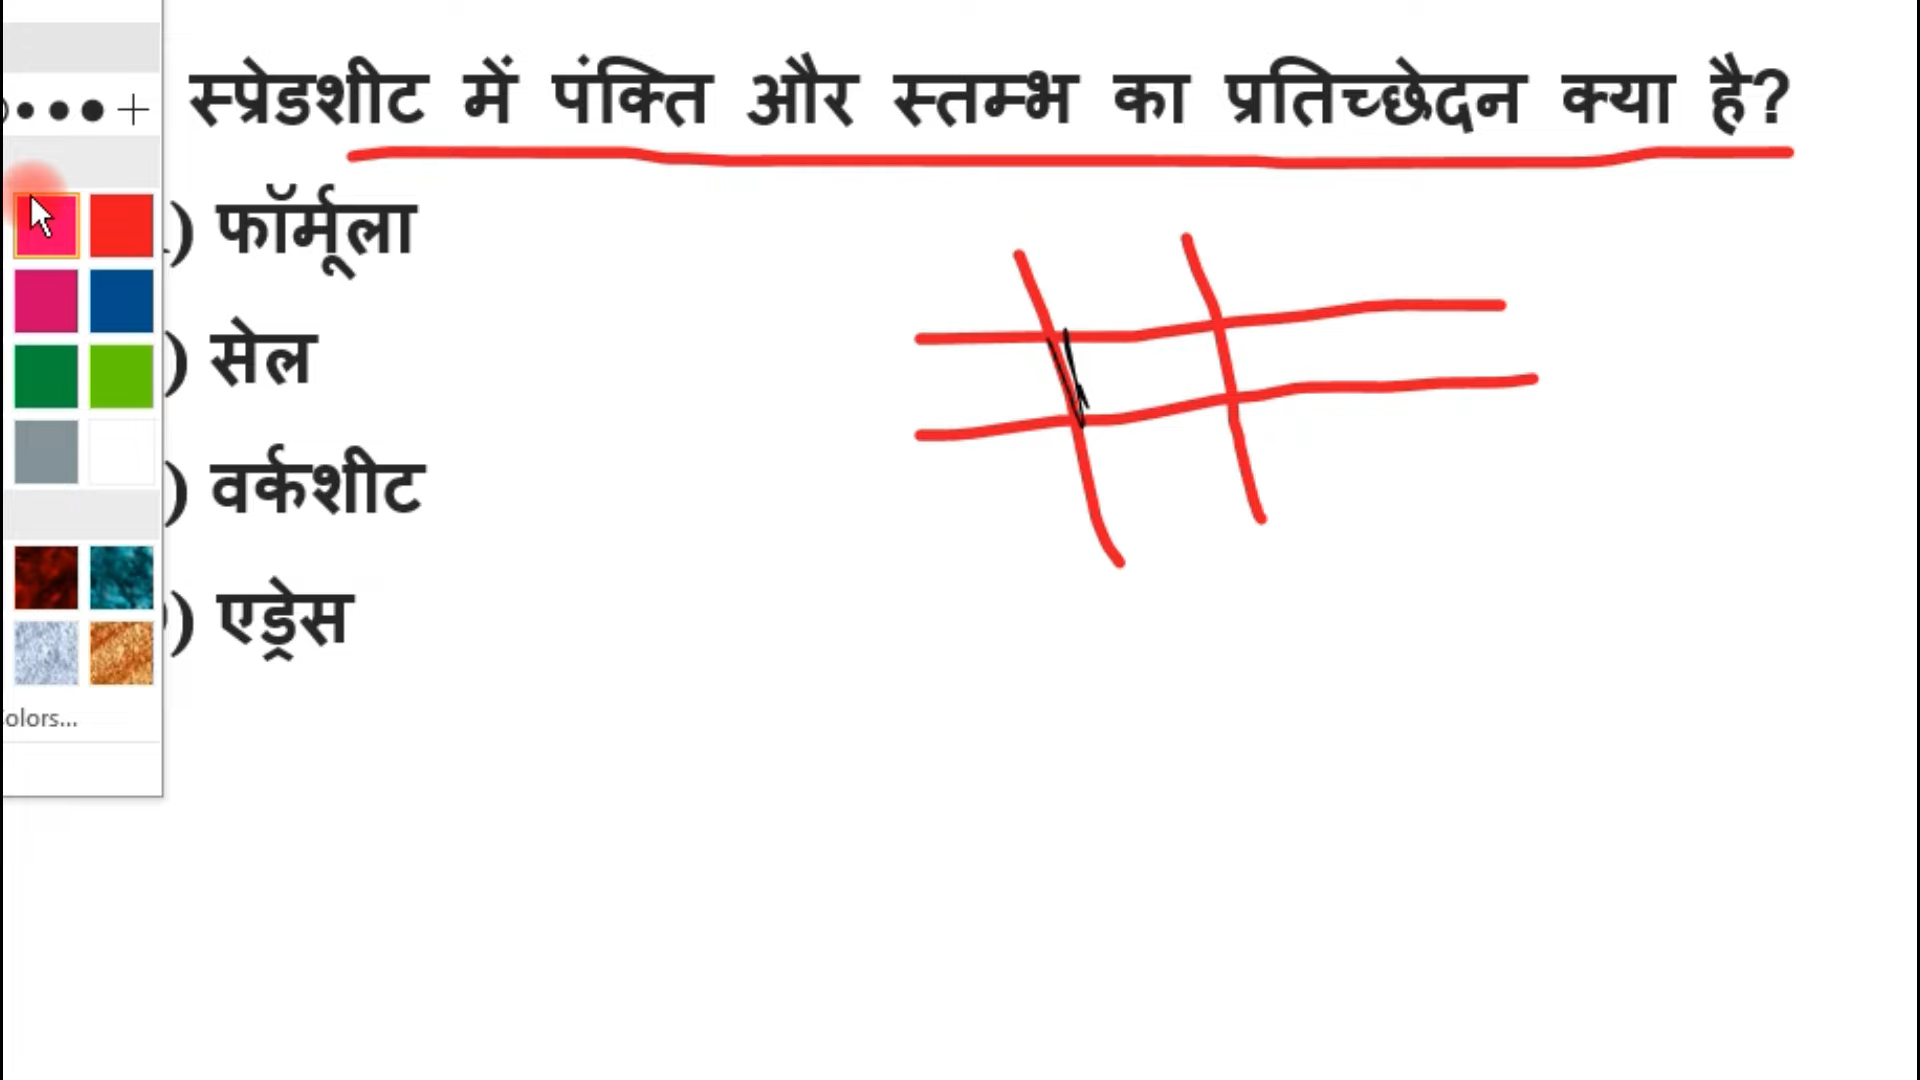 स्प्रेडशीट में पंक्ति और स्तम्भ का प्रतिच्छेदन क्या है?
) फॉर्मूला
) सेल
) वर्कशीट
) एड्रेस
olors...